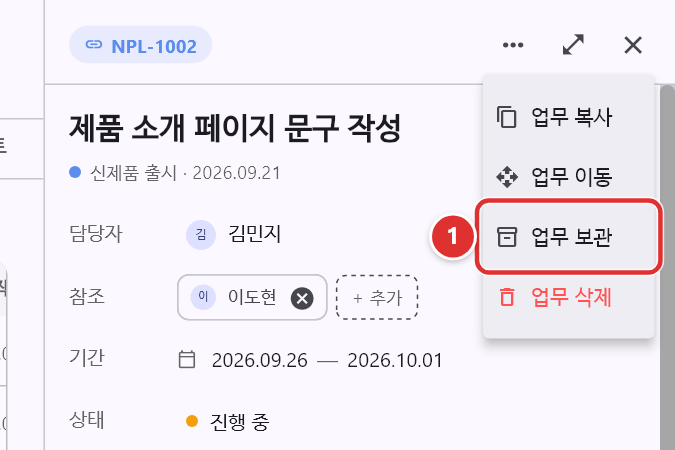 NPL-1002
제품 소개 페이지 문구 작성
신제품 출시 · 2026.09.21
담당자 김 김민지
참조 이 이도현 + 추가
기간 2026.09.26 — 2026.10.01
상태 진행 중
업무 복사
업무 이동
1 업무 보관
업무 삭제